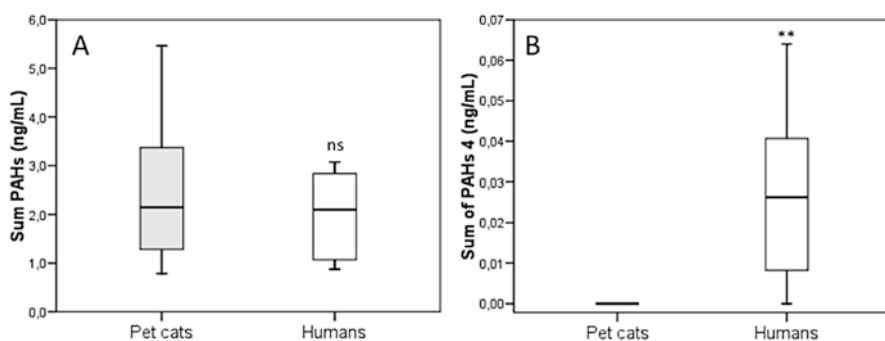 A
Sum PAHs (ng/mL)
6,0
5,0
4,0
3,0
2,0
1,0
0,0
ns
Pet cats
Humans
B
Sum of PAHs 4 (ng/mL)
0,07
0,06
0,05
0,04
0,03
0,02
0,01
0,00
**
Pet cats
Humans